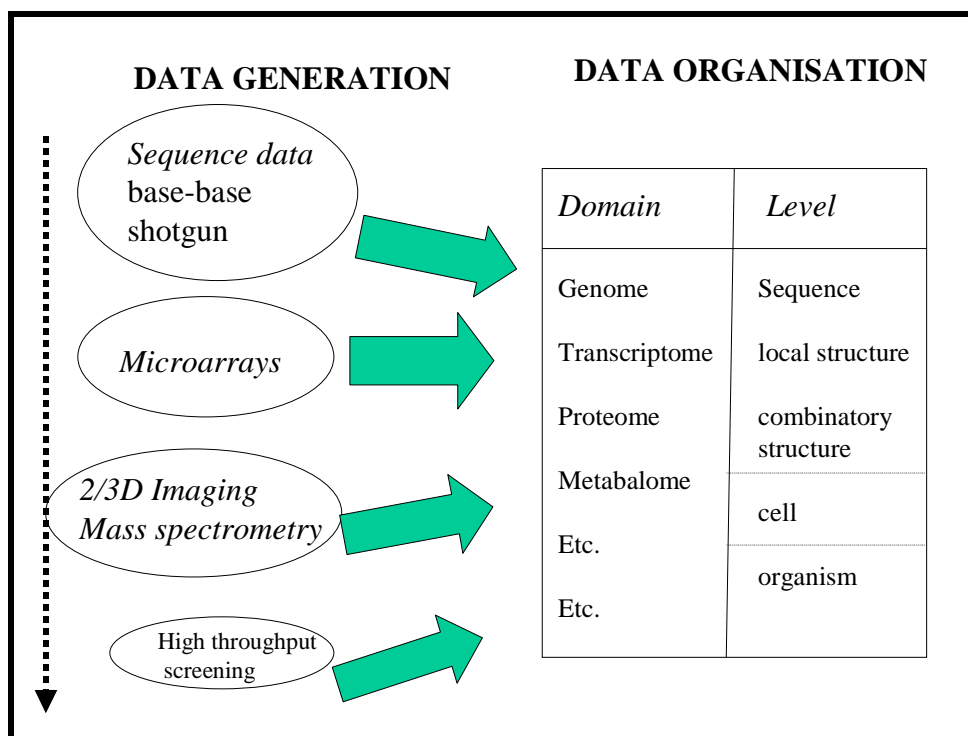 DATA GENERATION
Sequence data
base-base
shotgun
Microarrays
2/3D Imaging
Mass spectrometry
High throughput
screening
DATA ORGANISATION
Domain Level
Genome Sequence
Transcriptome local structure
Proteome combinatory
structure
Metabalome
cell
Etc.
organism
Etc.